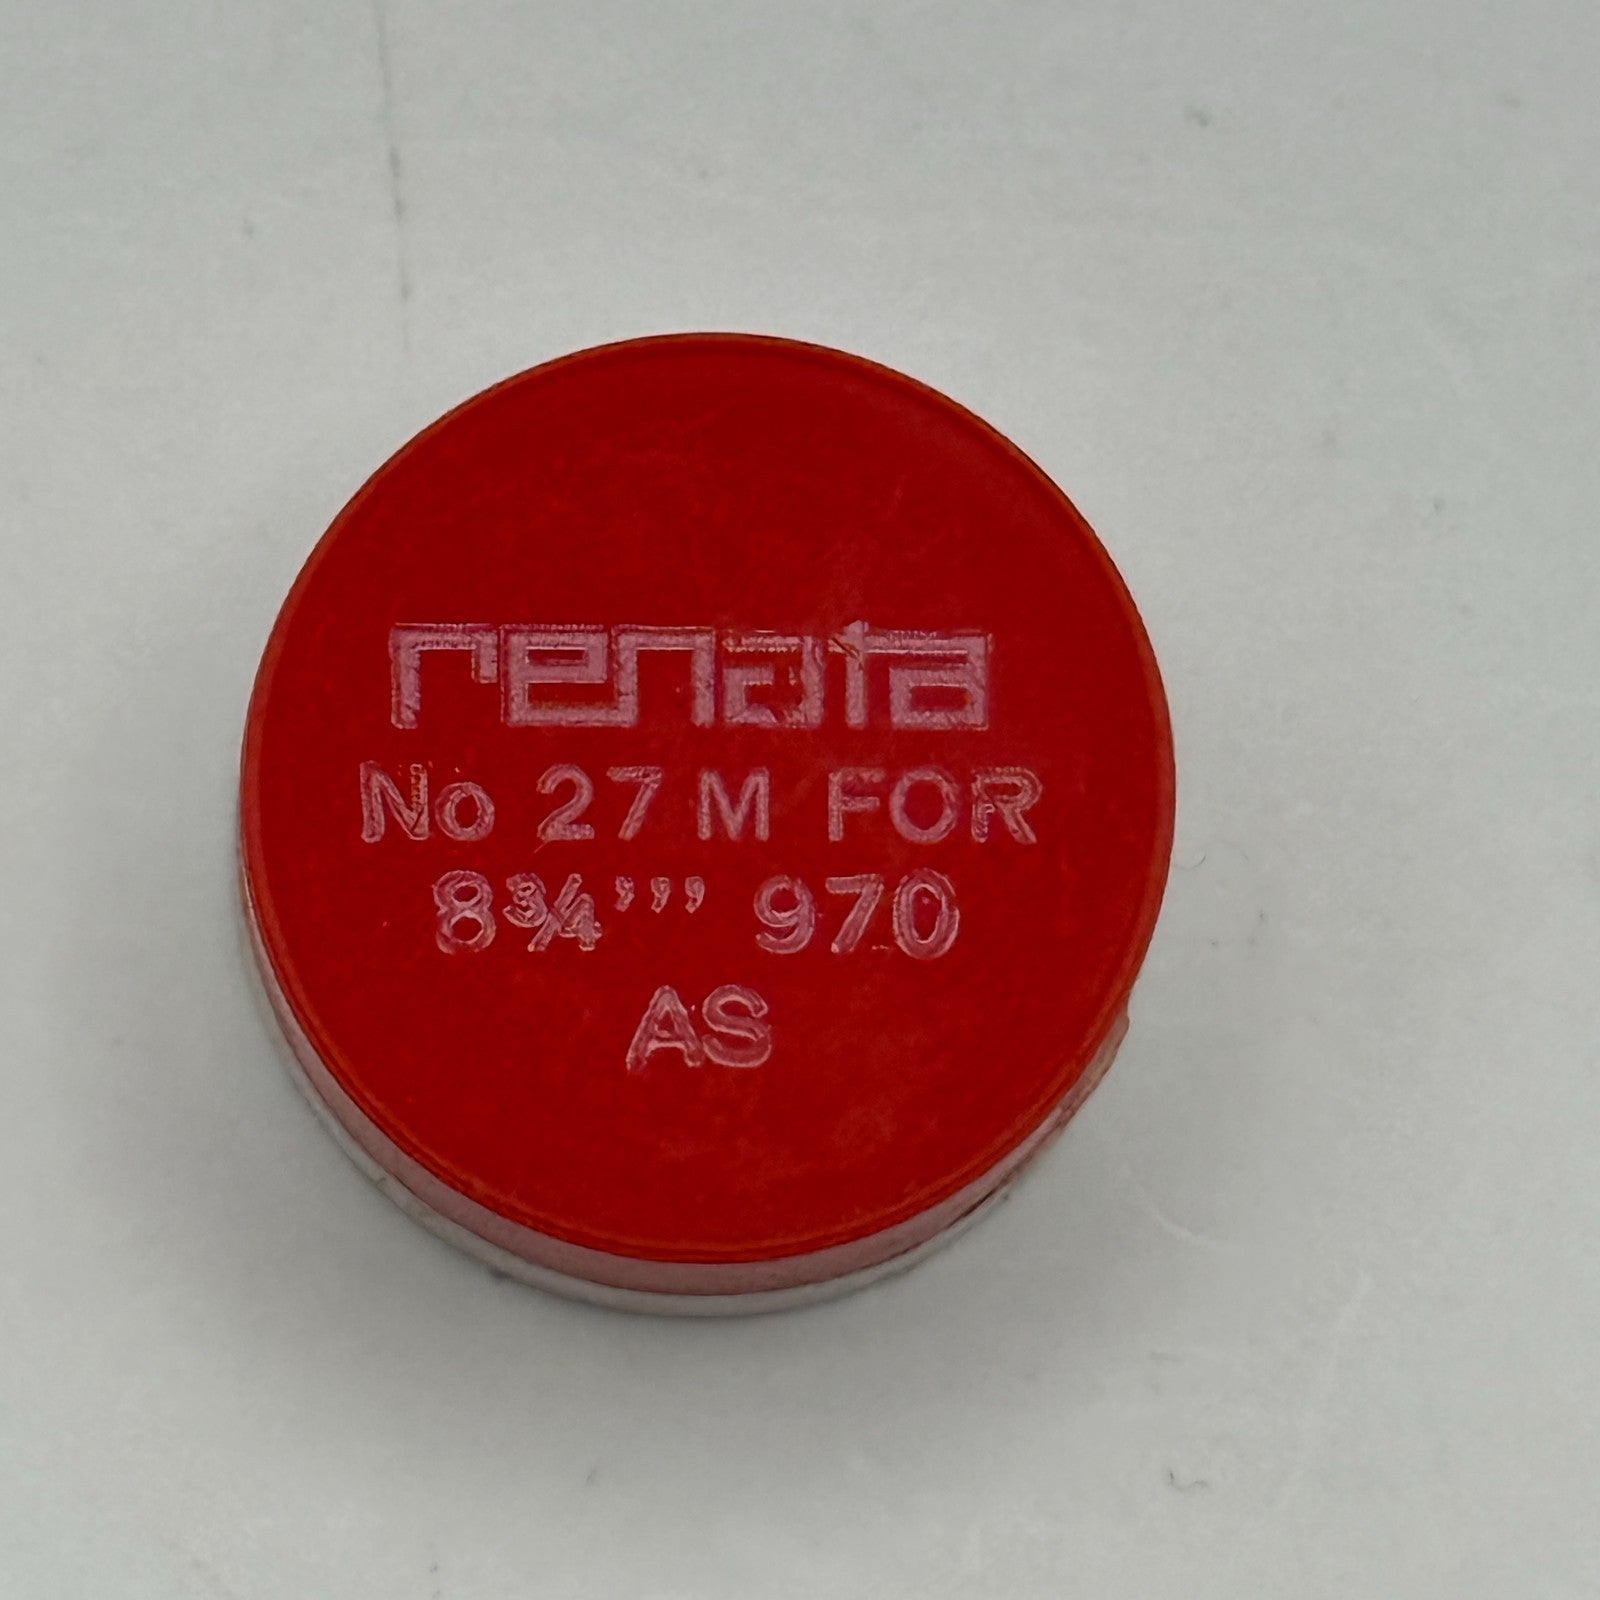 renata
No 27 M FOR
8¾’’’ 970
AS